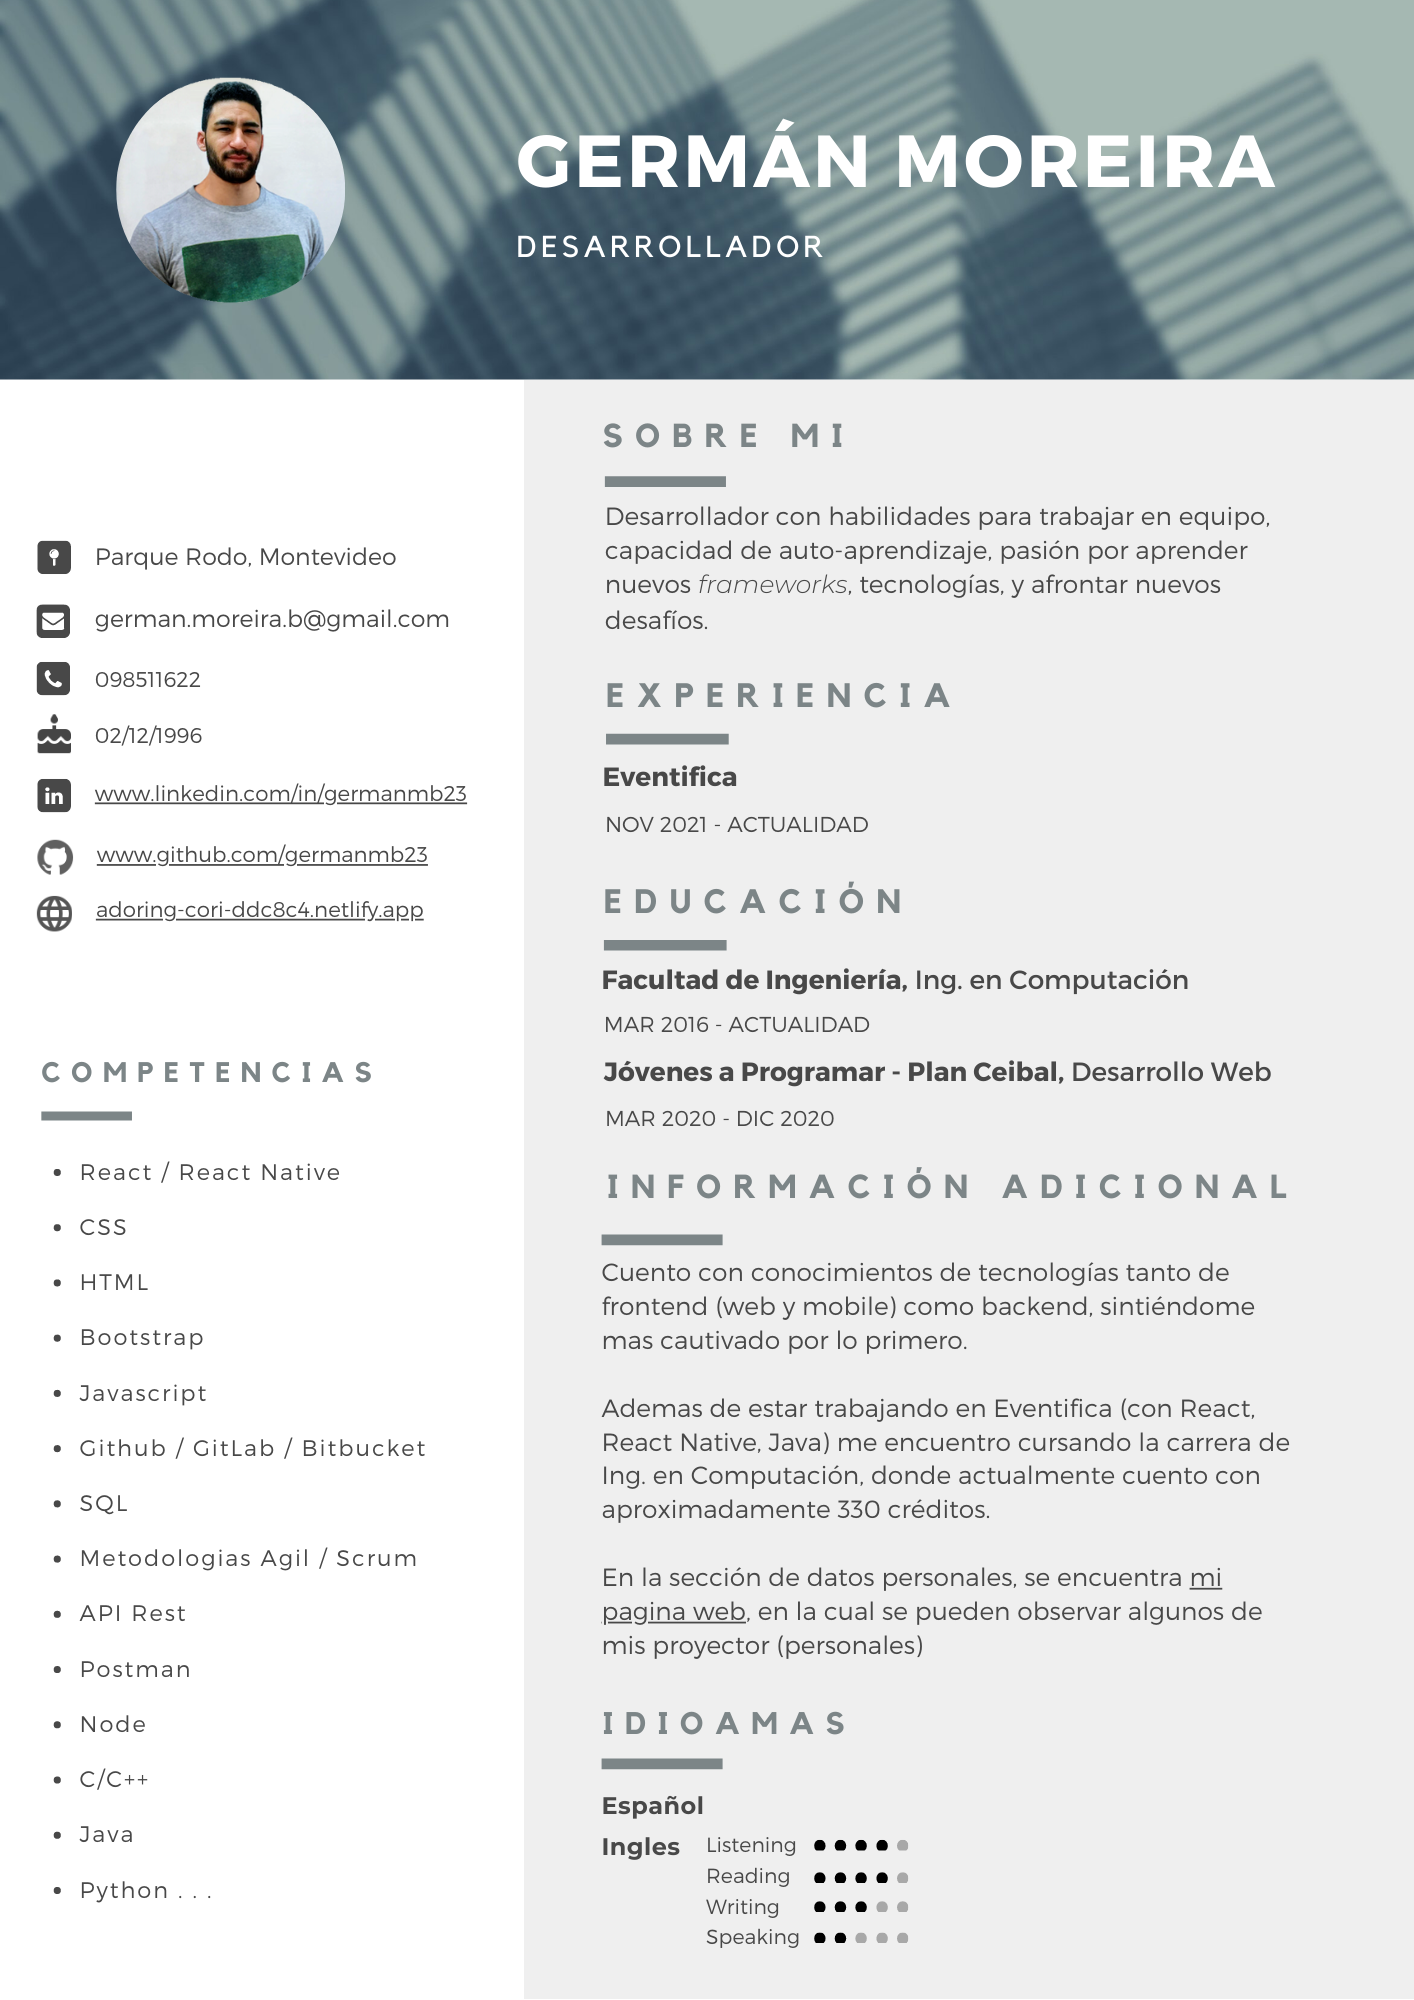 GERMÁN MOREIRA
DESARROLLADOR
Parque Rodo, Montevideo
german.moreira.b@gmail.com
098511622
02/12/1996
www.linkedin.com/in/germanmb23
www.github.com/germanmb23
adoring-cori-ddc8c4.netlify.app
COMPETENCIAS
• React / React Native
• CSS
• HTML
• Bootstrap
• Javascript
• Github / GitLab / Bitbucket
• SQL
• Metodologias Agil / Scrum
• API Rest
• Postman
• Node
• C/C++
• Java
• Python . . .
SOBRE MI
Desarrollador con habilidades para trabajar en equipo,
capacidad de auto-aprendizaje, pasión por aprender
nuevos frameworks, tecnologías, y afrontar nuevos
desafíos.
EXPERIENCIA
Eventifica
NOV 2021 - ACTUALIDAD
EDUCACIÓN
Facultad de Ingeniería, Ing. en Computación
MAR 2016 - ACTUALIDAD
Jóvenes a Programar - Plan Ceibal, Desarrollo Web
MAR 2020 - DIC 2020
INFORMACIÓN ADICIONAL
Cuento con conocimientos de tecnologías tanto de
frontend (web y mobile) como backend, sintiéndome
mas cautivado por lo primero.
Ademas de estar trabajando en Eventifica (con React,
React Native, Java) me encuentro cursando la carrera de
Ing. en Computación, donde actualmente cuento con
aproximadamente 330 créditos.
En la sección de datos personales, se encuentra mi
pagina web, en la cual se pueden observar algunos de
mis proyector (personales)
IDIOAMAS
Español
Ingles Listening
Reading
Writing
Speaking